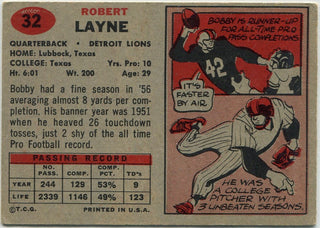 32
ROBERT
LAYNE
QUARTERBACK • DETROIT LIONS
HOME: Lubbock, Texas
COLLEGE: Texas Yrs. Pro: 10
Ht: 6:01 Wt: 200 Age: 29
Bobby had a fine season in '56
averaging almost 8 yards per com-
pletion. His banner year was 1951
when he heaved 26 touchdown
tosses, just 2 shy of the all time
Pro Football record.
PASSING RECORD
NO. COMP. PCT. TD'S
YEAR 244 129 53% 9
LIFE 2339 1146 49% 123
© T.C.G. PRINTED IN U.S.A.
BOBBY IS RUNNER-UP
FOR ALL-TIME PRO
PASS COMPLETIONS
42
IT'S
FASTER
BY AIR.
HE WAS
A COLLEGE
PITCHER WITH
3 UNBEATEN SEASONS.